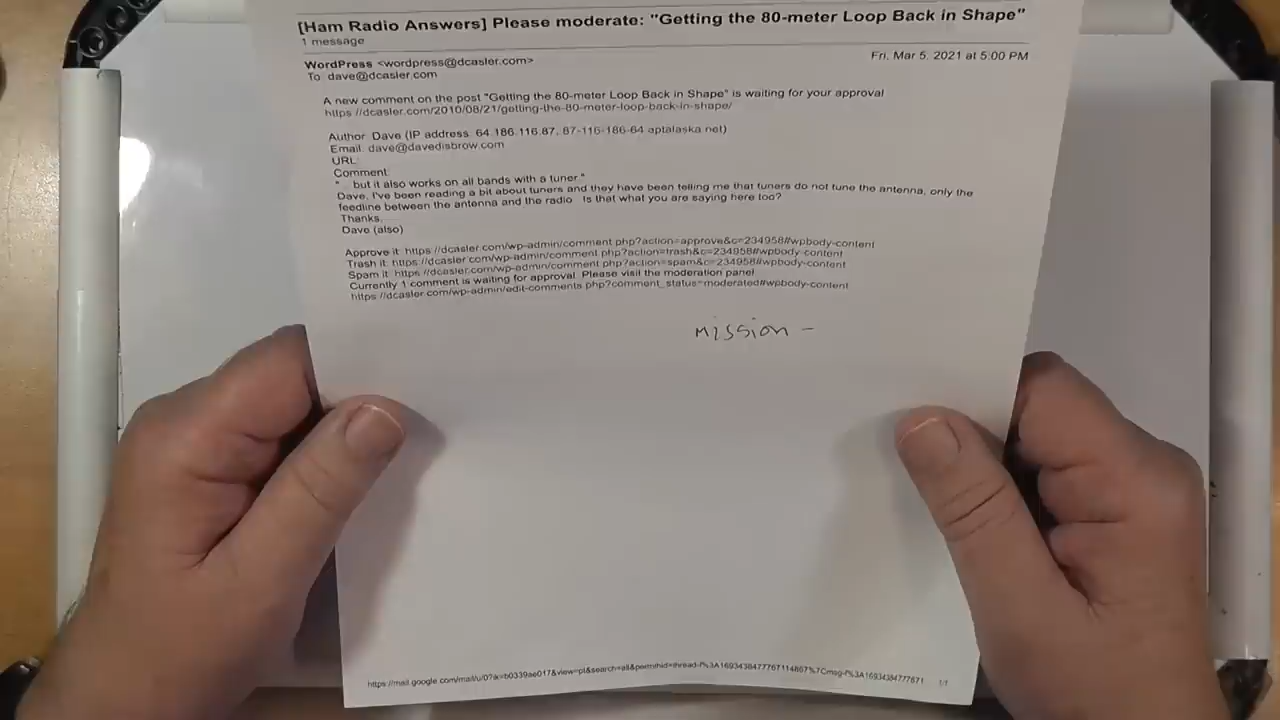 [Ham Radio Answers] Please moderate: "Getting the 80-meter Loop Back in Shape"
1 message
WordPress <wordpress@dcasler.com> Fri, Mar 5, 2021 at 5:00 PM
To: dave@dcasler.com
A new comment on the post "Getting the 80-meter Loop Back in Shape" is waiting for your approval
https://dcasler.com/2010/08/21/getting-the-80-meter-loop-back-in-shape/
Author: Dave (IP address: 64.186.116.87, 87-116-186-64.aptalaska.net)
Email: dave@davedisbrow.com
URL:
Comment:
" but it also works on all bands with a tuner."
Dave, I've been reading a bit about tuners and they have been telling me that tuners do not tune the antenna, only the
feedline between the antenna and the radio. Is that what you are saying here too?
Thanks,
Dave (also)
Approve it: https://dcasler.com/wp-admin/comment.php?action=approve&c=234958#wpbody-content
Trash it: https://dcasler.com/wp-admin/comment.php?action=trash&c=234958#wpbody-content
Spam it: https://dcasler.com/wp-admin/comment.php?action=spam&c=234958#wpbody-content
Currently 1 comment is waiting for approval. Please visit the moderation panel:
https://dcasler.com/wp-admin/edit-comments.php?comment_status=moderated#wpbody-content
Mission -
1/1